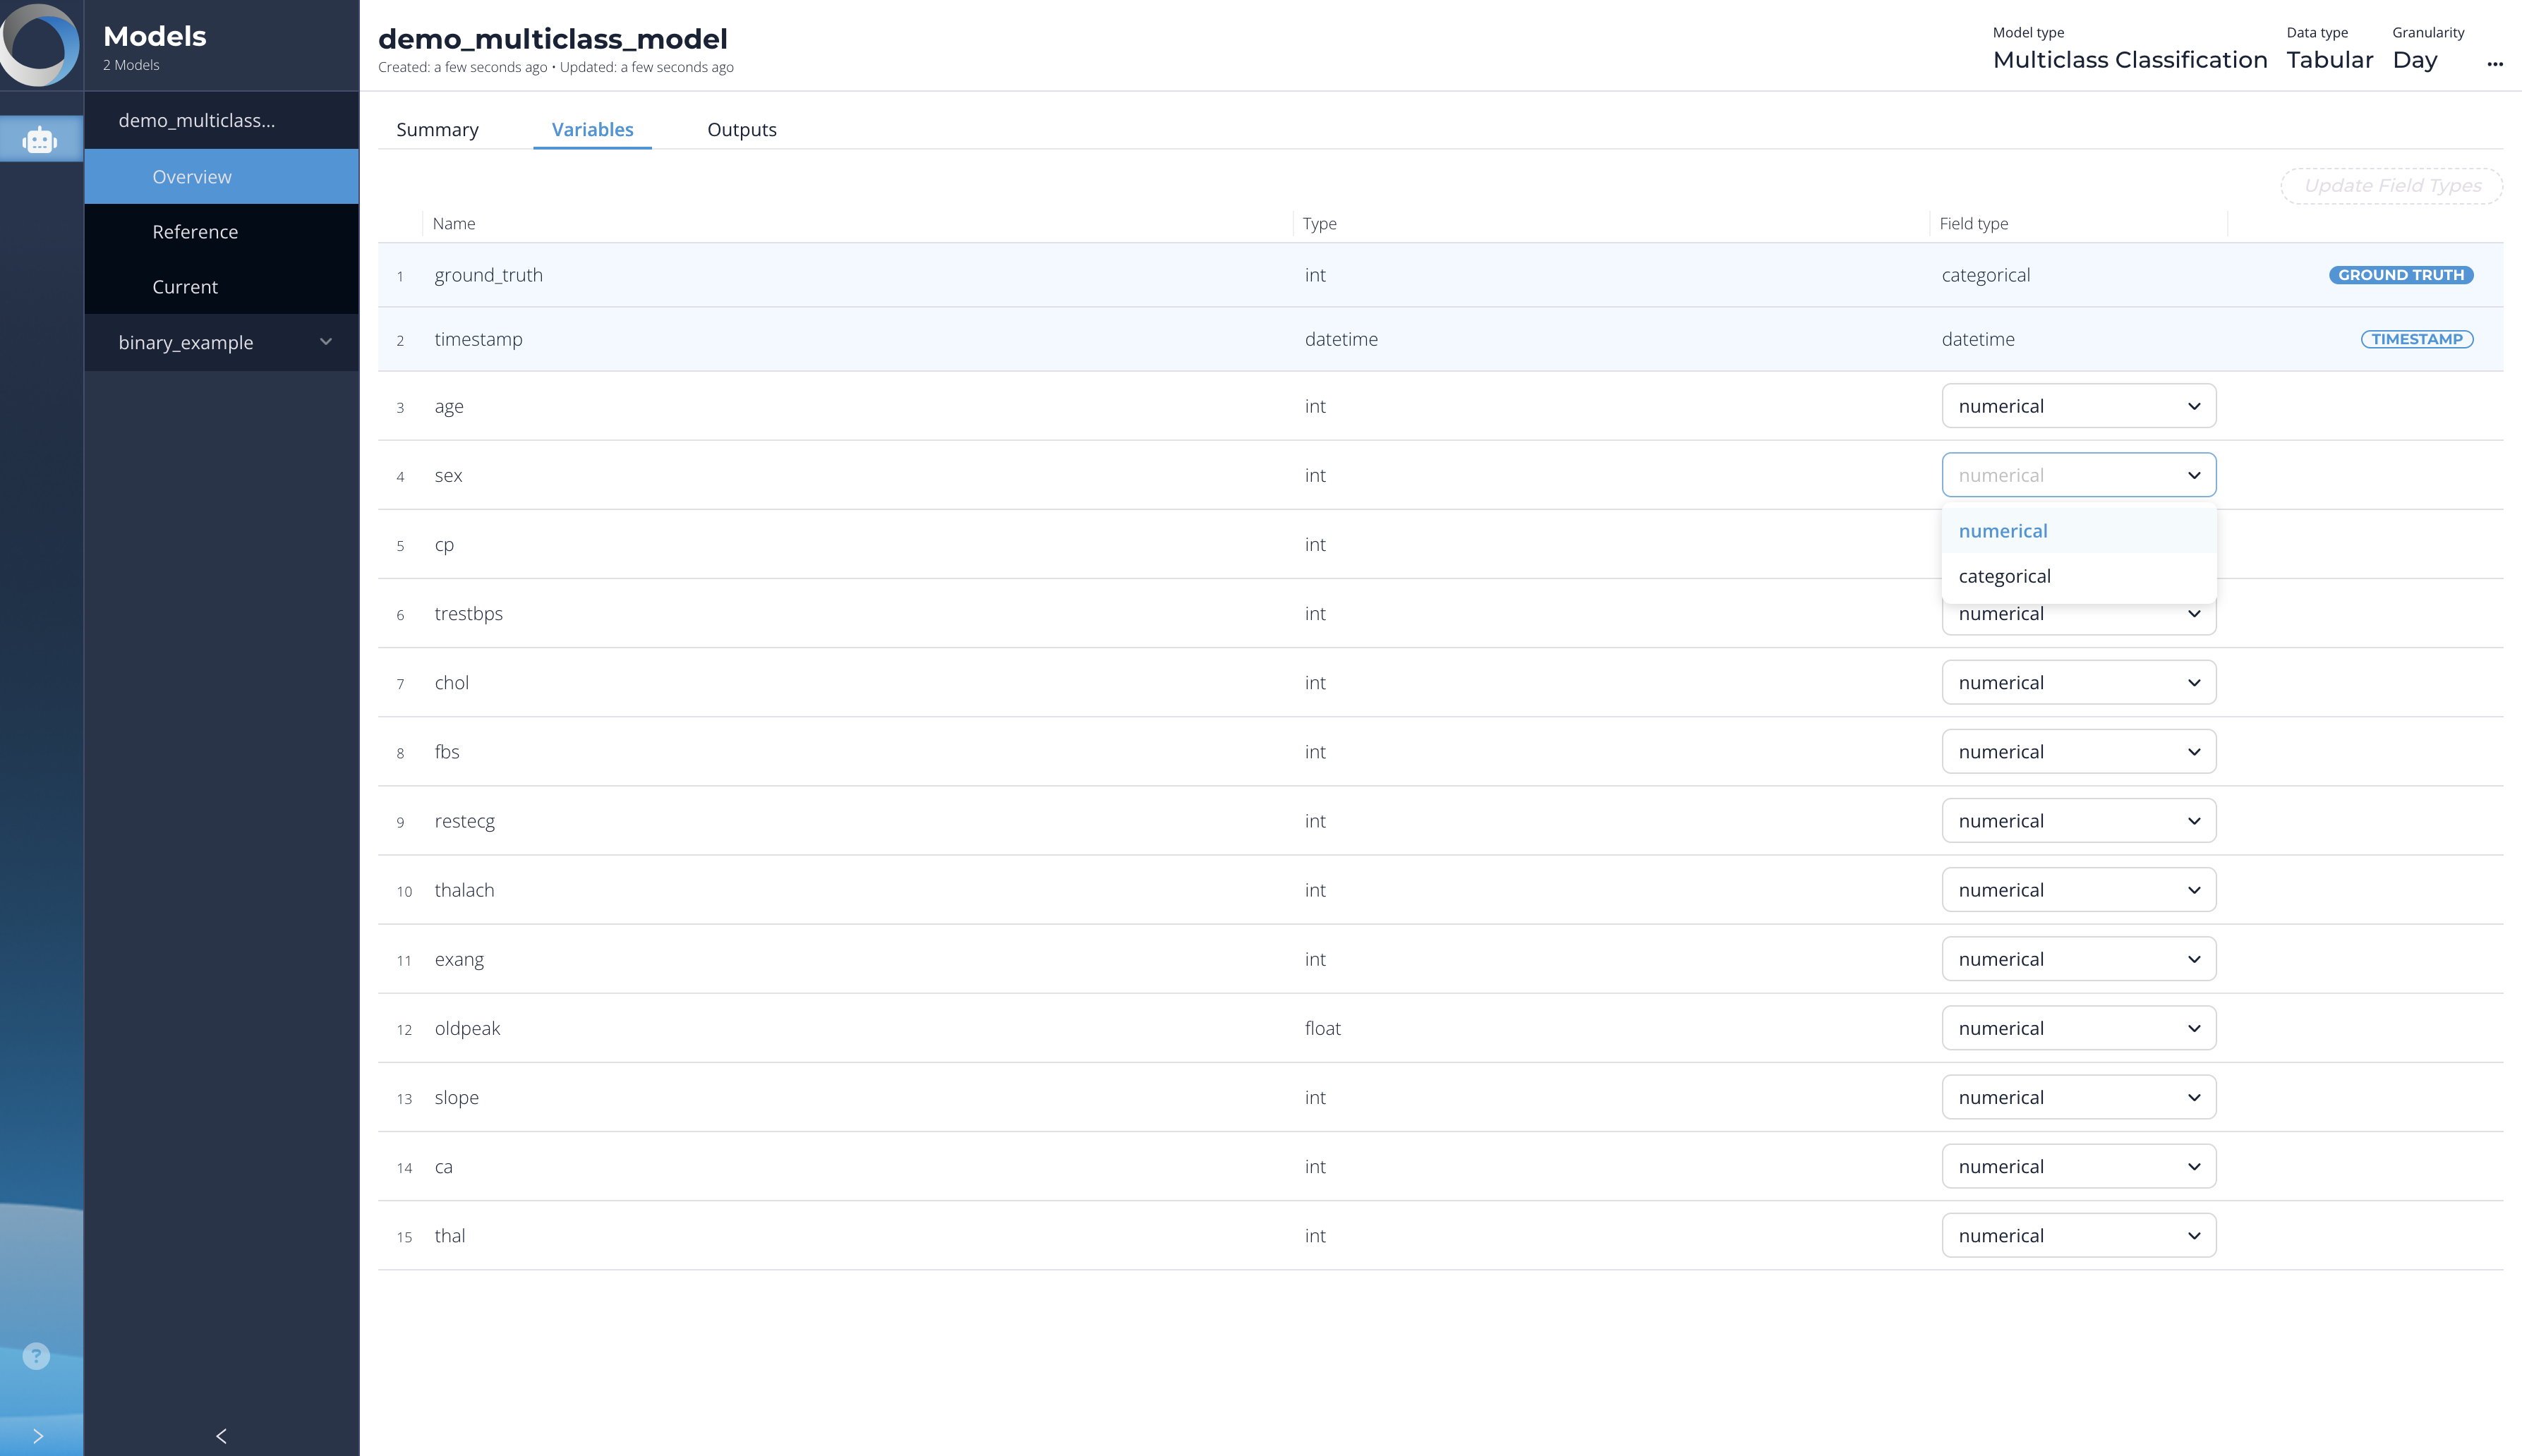 Models
2 Models
demo_multiclass...
Overview
Reference
Current
binary_example
?
demo_multiclass_model
Created: a few seconds ago • Updated: a few seconds ago
Model type
Multiclass Classification
Data type
Tabular
Granularity
Day
...
Summary Variables Outputs
Update Field Types
Name Type Field type
1 ground_truth int categorical GROUND TRUTH
2 timestamp datetime datetime TIMESTAMP
3 age int numerical
4 sex int numerical
numerical
5 cp int
categorical
6 trestbps int numerical
7 chol int numerical
8 fbs int numerical
9 restecg int numerical
10 thalach int numerical
11 exang int numerical
12 oldpeak float numerical
13 slope int numerical
14 ca int numerical
15 thal int numerical